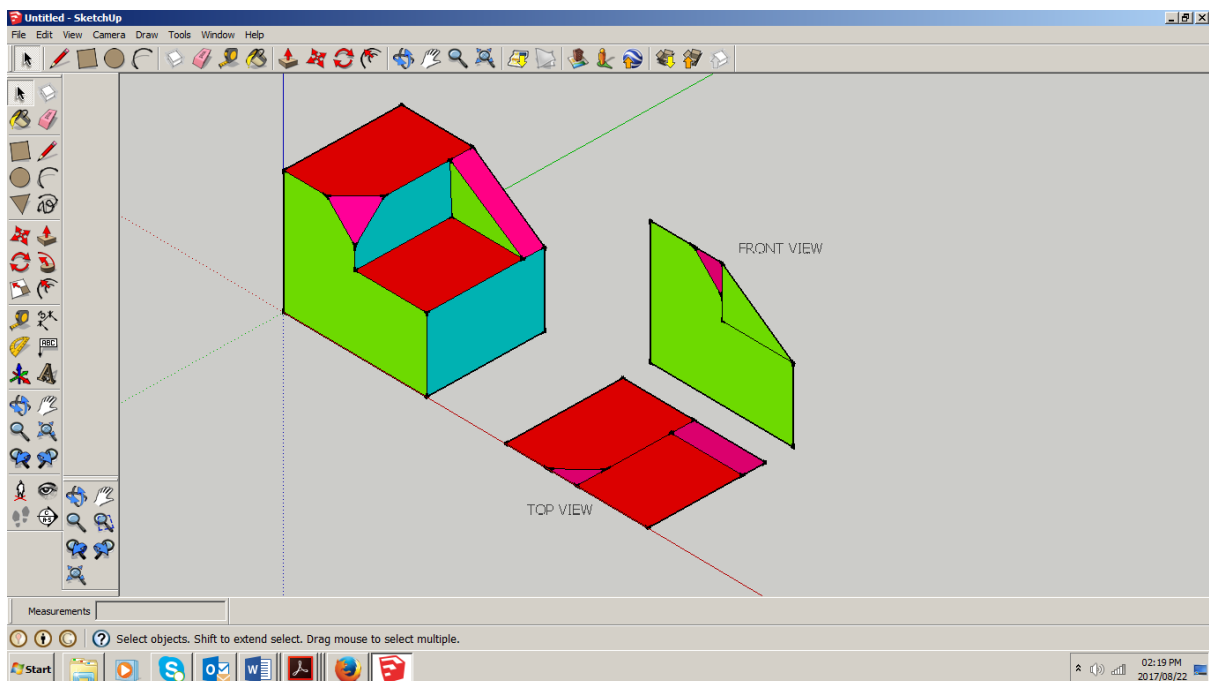 Untitled - SketchUp
File Edit View Camera Draw Tools Window Help
ABC
FRONT VIEW
TOP VIEW
Measurements
Select objects. Shift to extend select. Drag mouse to select multiple.
Start
02:19 PM
2017/08/22